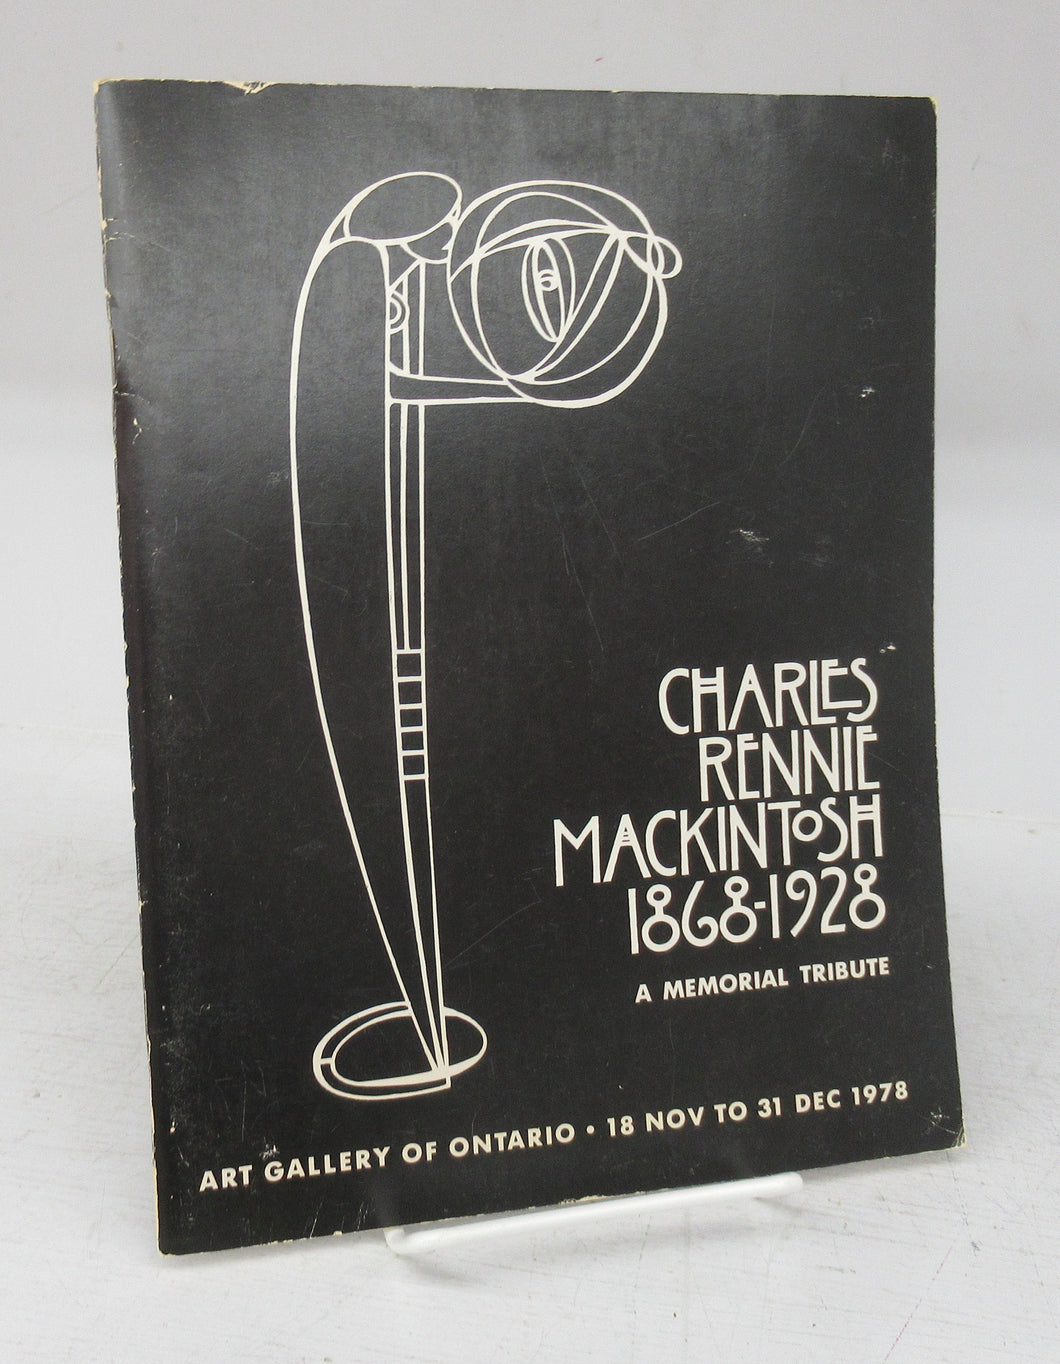 CHARLES
RENNIE
MACKINTOSH
1868-1928
A MEMORIAL TRIBUTE
ART GALLERY OF ONTARIO • 18 NOV TO 31 DEC 1978